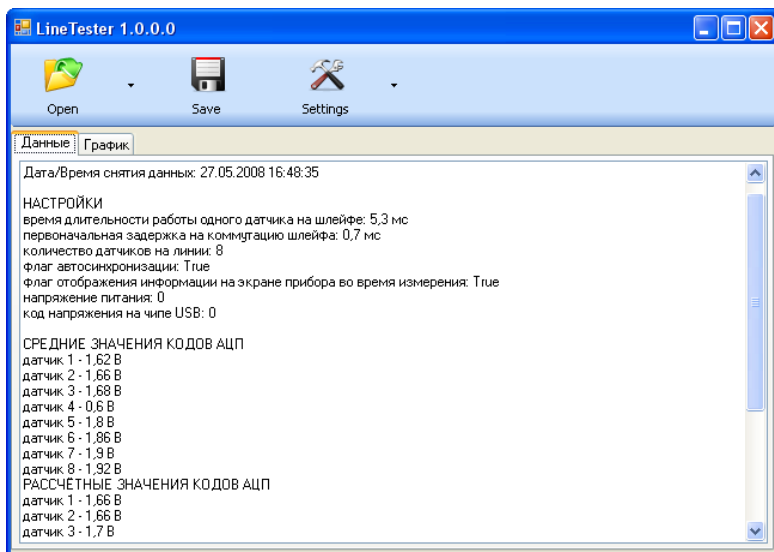 LineTester 1.0.0.0
Open Save Settings
Данные График
Дата/Время снятия данных: 27.05.2008 16:48:35
НАСТРОЙКИ
время длительности работы одного датчика на шлейфе: 5,3 мс
первоначальная задержка на коммутацию шлейфа: 0,7 мс
количество датчиков на линии: 8
флаг автосинхронизации: True
флаг отображения информации на экране прибора во время измерения: True
напряжение питания: 0
код напряжения на чипе USB: 0
СРЕДНИЕ ЗНАЧЕНИЯ КОДОВ АЦП
датчик 1 - 1,62 В
датчик 2 - 1,66 В
датчик 3 - 1,68 В
датчик 4 - 0,6 В
датчик 5 - 1,8 В
датчик 6 - 1,86 В
датчик 7 - 1,9 В
датчик 8 - 1,92 В
РАССЧЁТНЫЕ ЗНАЧЕНИЯ КОДОВ АЦП
датчик 1 - 1,66 В
датчик 2 - 1,66 В
датчик 3 - 1,7 В